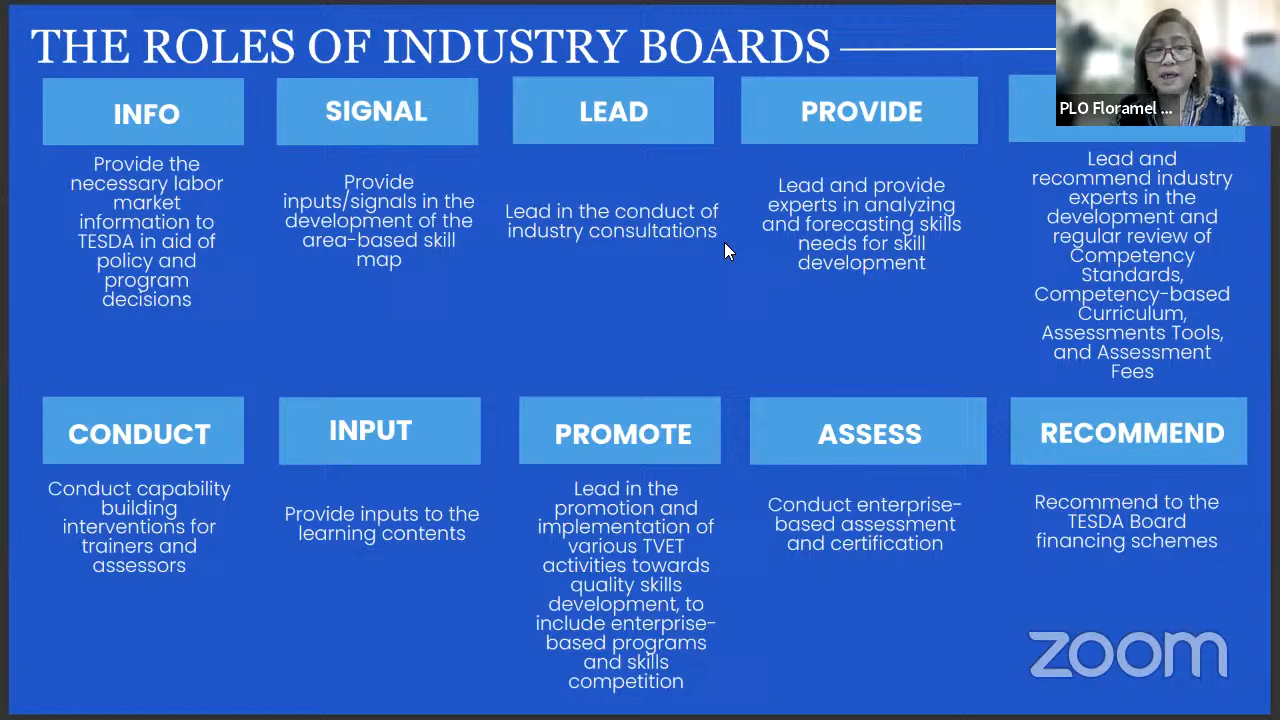 THE ROLES OF INDUSTRY BOARDS
PLO Floramel ...
INFO
Provide the
necessary labor
market
information to
TESDA in aid of
policy and
program
decisions
SIGNAL
Provide
inputs/signals in the
development of the
area-based skill
map
LEAD
Lead in the conduct of
industry consultations
PROVIDE
Lead and provide
experts in analyzing
and forecasting skills
needs for skill
development
Lead and
recommend industry
experts in the
development and
regular review of
Competency
Standards,
Competency-based
Curriculum,
Assessments Tools,
and Assessment
Fees
CONDUCT
Conduct capability
building
interventions for
trainers and
assessors
INPUT
Provide inputs to the
learning contents
PROMOTE
Lead in the
promotion and
implementation of
various TVET
activities towards
quality skills
development, to
include enterprise-
based programs
and skills
competition
ASSESS
Conduct enterprise-
based assessment
and certification
RECOMMEND
Recommend to the
TESDA Board
financing schemes
zoom